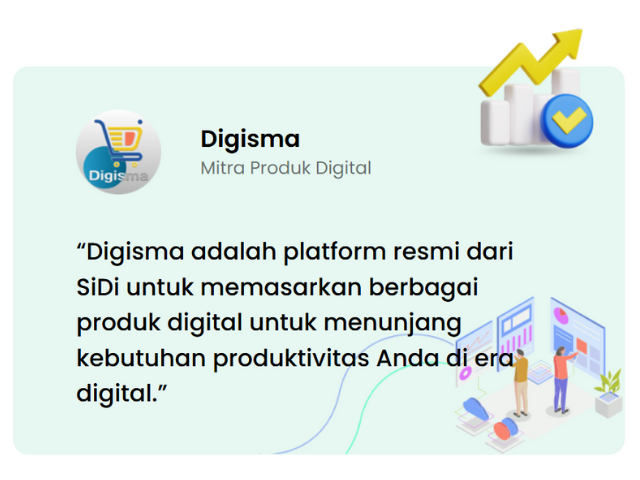 Digisma
Digisma
Mitra Produk Digital
“Digisma adalah platform resmi dari
SiDi untuk memasarkan berbagai
produk digital untuk menunjang
kebutuhan produktivitas Anda di era
digital.”